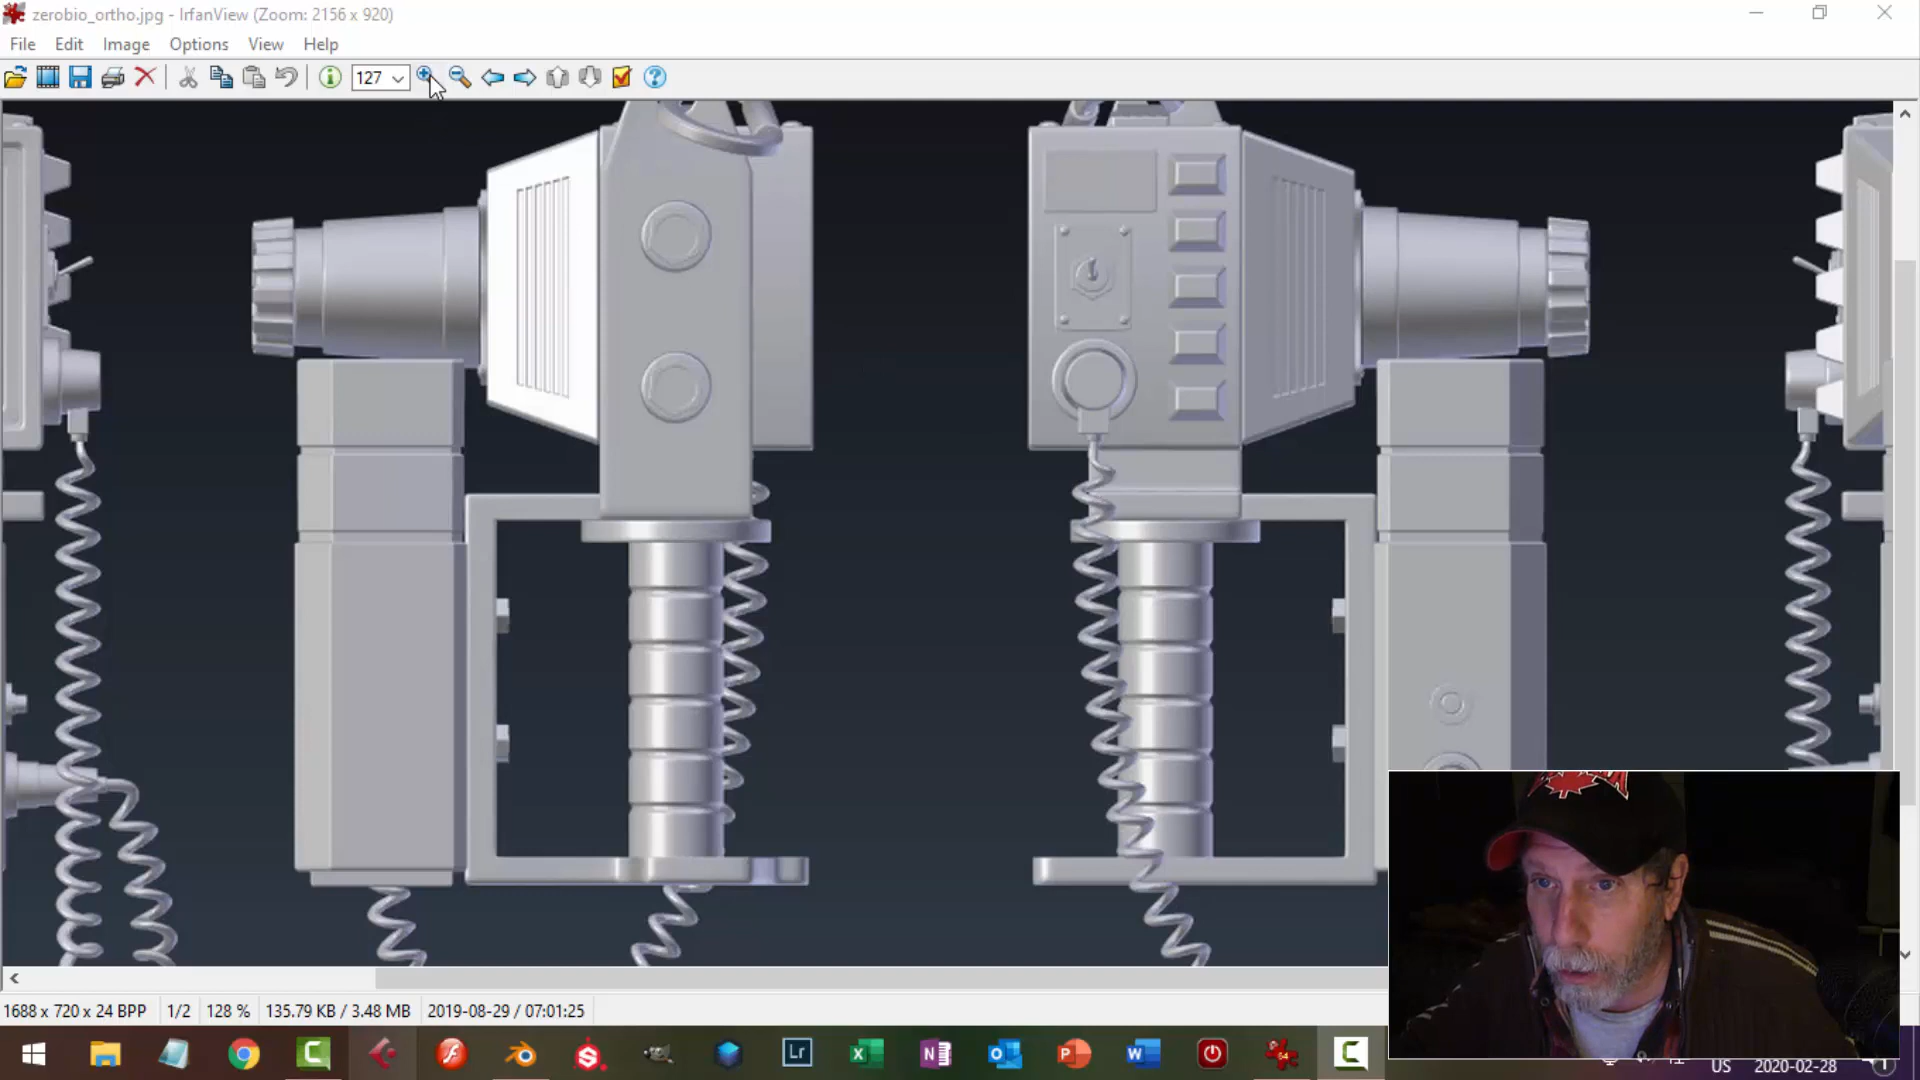 zerobio_ortho.jpg - IrfanView (Zoom: 2156 x 920)
File Edit Image Options View Help
127
1688 x 720 x 24 BPP 1/2 128 % 135.79 KB / 3.48 MB 2019-08-29 / 07:01:25
Lr
US 2020-02-28